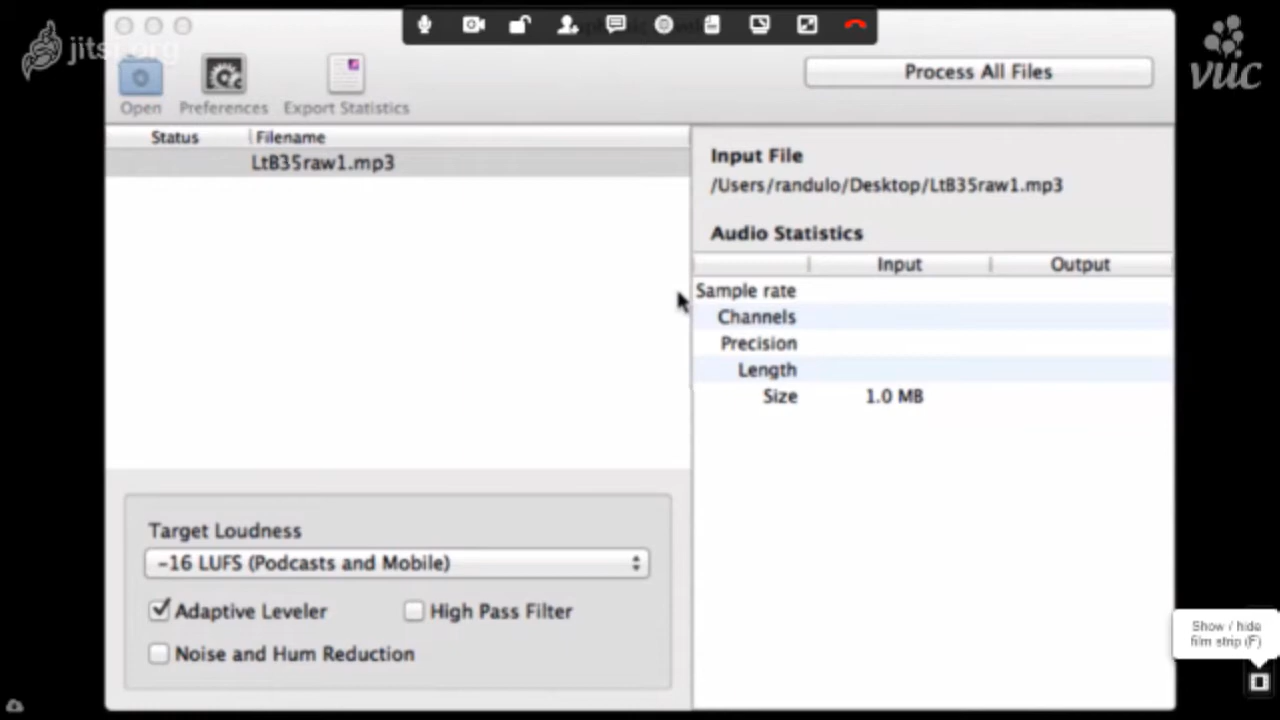 jitsi.org
vuc
Process All Files
Open
Preferences
Export Statistics
Status
Filename
LtB35raw1.mp3
Input File
/Users/randulo/Desktop/LtB35raw1.mp3
Audio Statistics
Input
Output
Sample rate
Channels
Precision
Length
Size
1.0 MB
Target Loudness
-16 LUFS (Podcasts and Mobile)
Adaptive Leveler
High Pass Filter
Noise and Hum Reduction
Show / hide
film strip (F)